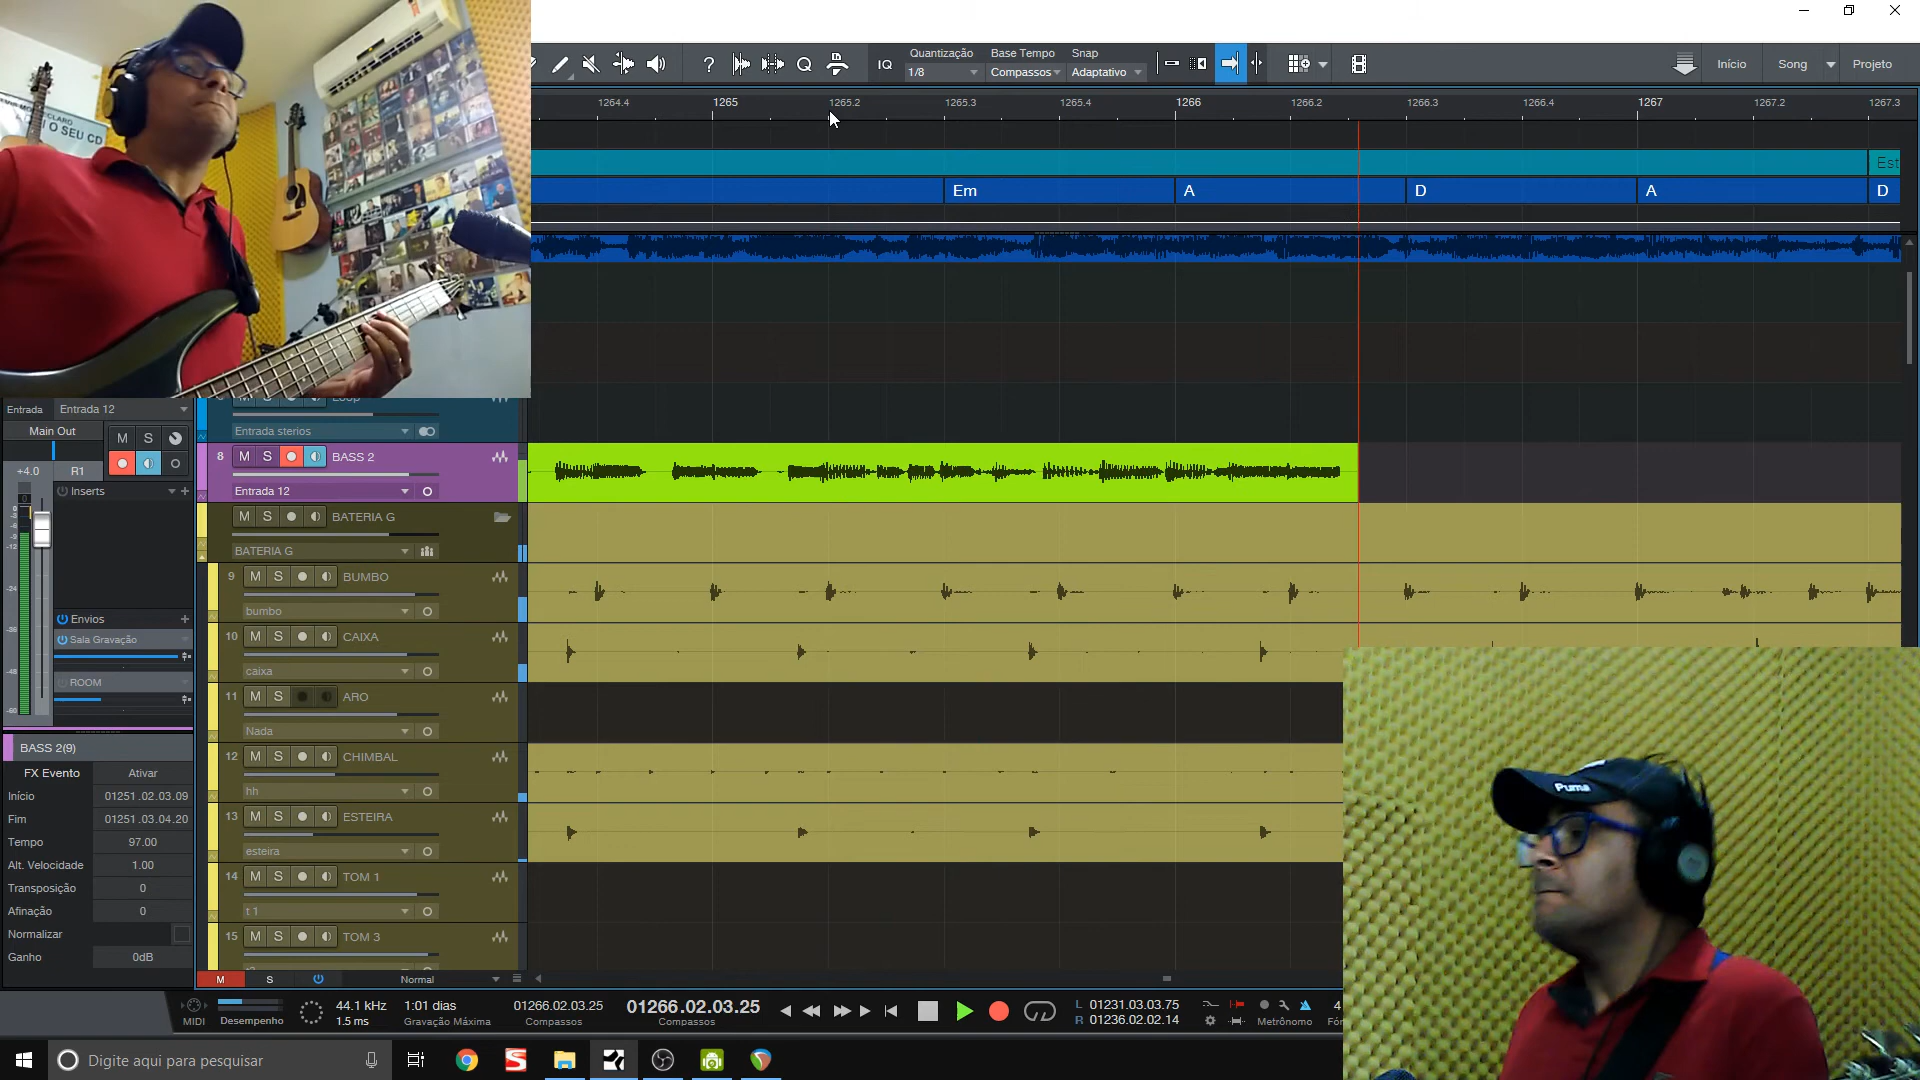 O SEU CD
Quantização
Base Tempo
Snap
IQ
1/8
Compassos
Adaptativo
Início
Song
Projeto
1264.4
1265
1265.2
1265.3
1265.4
1266
1266.2
1266.3
1266.4
1267
1267.2
1267.3
Est
Em
A
D
A
D
Entrada
Entrada 12
Main Out
M
S
+4.0
R1
Inserts
Envios
Sala Gravação
ROOM
Loop
Entrada sterios
8
M
S
BASS 2
Entrada 12
M
S
BATERIA G
BATERIA G
9
M
S
BUMBO
bumbo
10
M
S
CAIXA
caixa
11
M
S
ARO
Nada
12
M
S
CHIMBAL
hh
13
M
S
ESTEIRA
esteira
14
M
S
TOM 1
t 1
15
M
S
TOM 3
BASS 2(9)
FX Evento
Ativar
Início
01251.02.03.09
Fim
01251.03.04.20
Tempo
97.00
Alt. Velocidade
1.00
Transposição
0
Afinação
0
Normalizar
Ganho
0dB
M
S
Normal
MIDI
Desempenho
44.1 kHz
1.5 ms
1:01 dias
Gravação Máxima
01266.02.03.25
Compassos
01266.02.03.25
Compassos
L
01231.03.03.75
R
01236.02.02.14
Metrônomo
4
Puma
Digite aqui para pesquisar